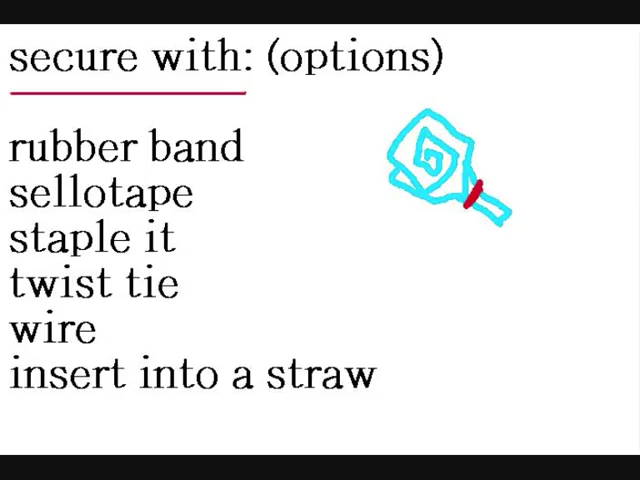 secure with: (options)
rubber band
sellotape
staple it
twist tie
wire
insert into a straw